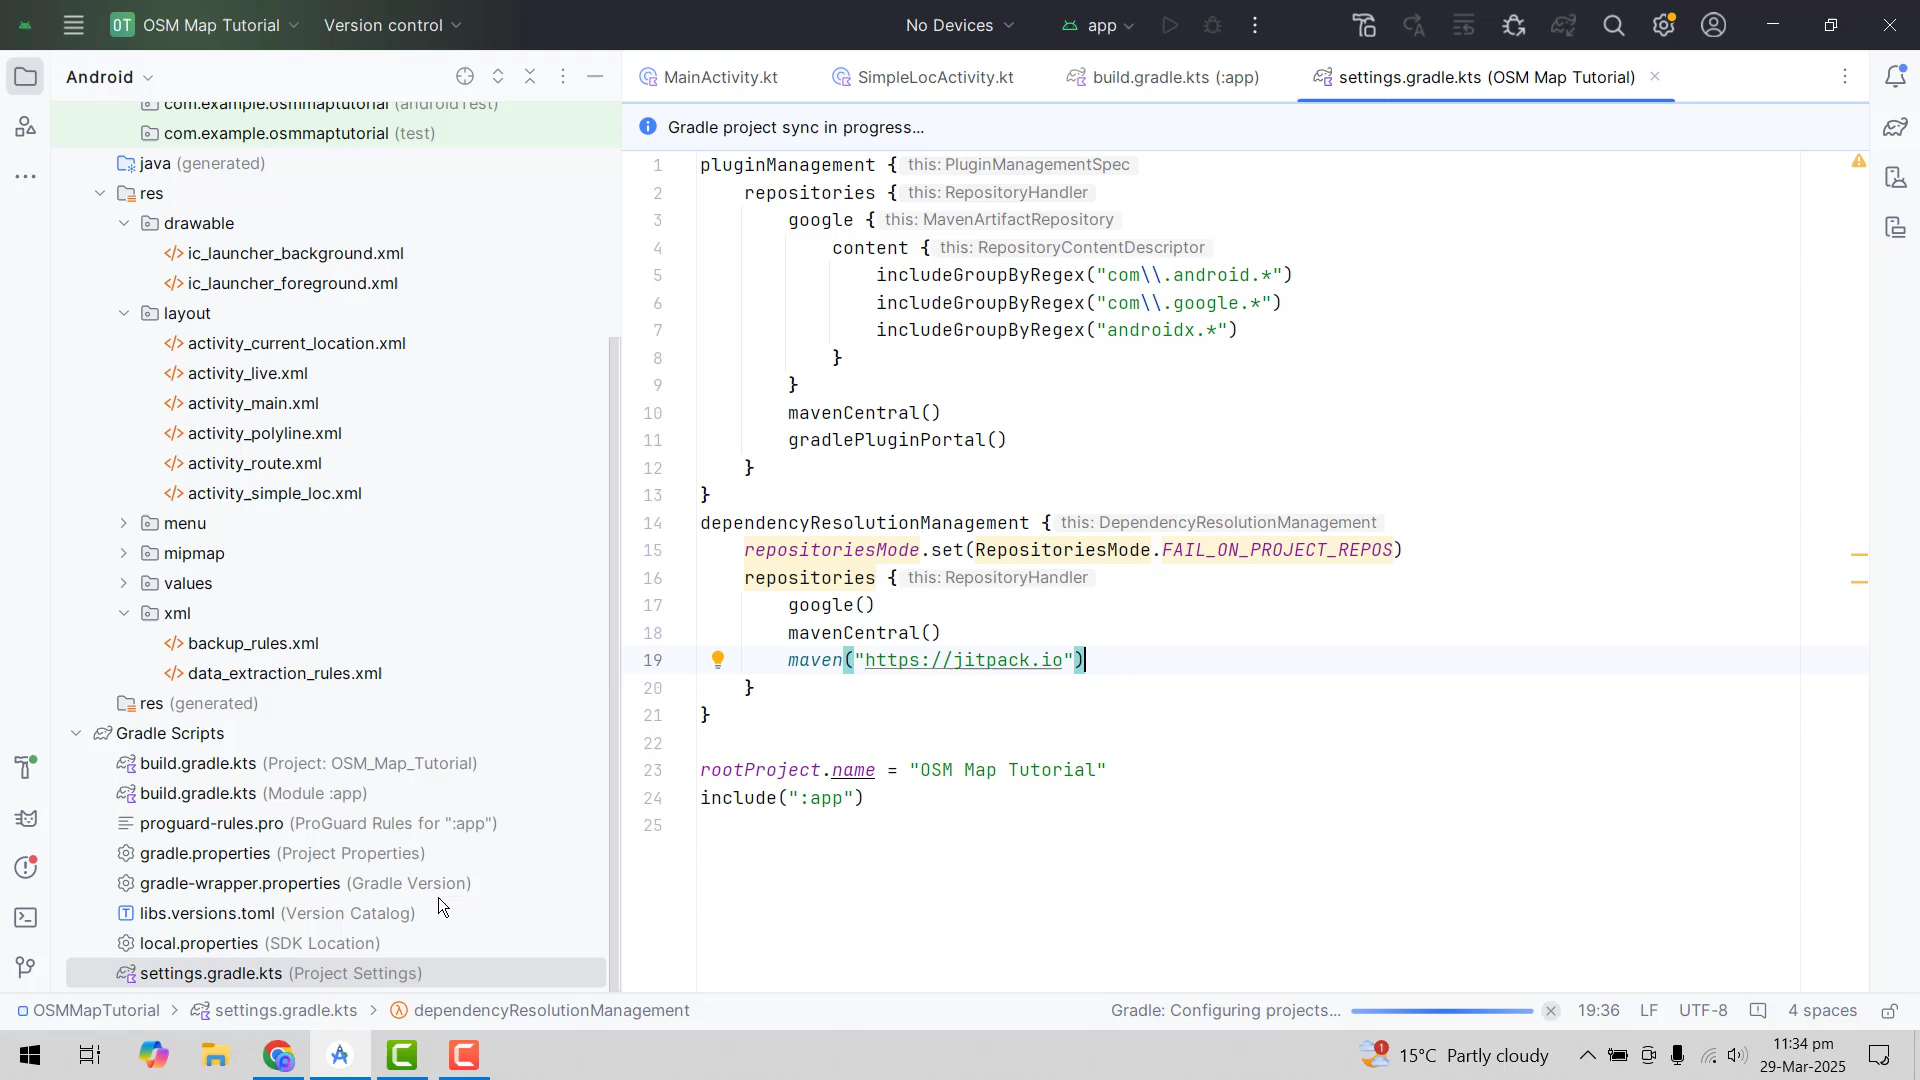 OT OSM Map Tutorial Version control No Devices app
Android
com.example.osmmaptutorial (androidTest)
com.example.osmmaptutorial (test)
java (generated)
res
drawable
ic_launcher_background.xml
ic_launcher_foreground.xml
layout
activity_current_location.xml
activity_live.xml
activity_main.xml
activity_polyline.xml
activity_route.xml
activity_simple_loc.xml
menu
mipmap
values
xml
backup_rules.xml
data_extraction_rules.xml
res (generated)
Gradle Scripts
build.gradle.kts (Project: OSM_Map_Tutorial)
build.gradle.kts (Module :app)
proguard-rules.pro (ProGuard Rules for ":app")
gradle.properties (Project Properties)
gradle-wrapper.properties (Gradle Version)
libs.versions.toml (Version Catalog)
local.properties (SDK Location)
settings.gradle.kts (Project Settings)
MainActivity.kt SimpleLocActivity.kt build.gradle.kts (:app) settings.gradle.kts (OSM Map Tutorial)
Gradle project sync in progress...
1 pluginManagement { this: PluginManagementSpec
2 repositories { this: RepositoryHandler
3 google { this: MavenArtifactRepository
4 content { this: RepositoryContentDescriptor
5 includeGroupByRegex("com\\.android.*")
6 includeGroupByRegex("com\\.google.*")
7 includeGroupByRegex("androidx.*")
8 }
9 }
10 mavenCentral()
11 gradlePluginPortal()
12 }
13 }
14 dependencyResolutionManagement { this: DependencyResolutionManagement
15 repositoriesMode.set(RepositoriesMode.FAIL_ON_PROJECT_REPOS)
16 repositories { this: RepositoryHandler
17 google()
18 mavenCentral()
19 maven("https://jitpack.io")
20 }
21 }
22
23 rootProject.name = "OSM Map Tutorial"
24 include(":app")
25
OSMMapTutorial > settings.gradle.kts > dependencyResolutionManagement Gradle: Configuring projects... 19:36 LF UTF-8 4 spaces
1 15°C Partly cloudy 11:34 pm
29-Mar-2025